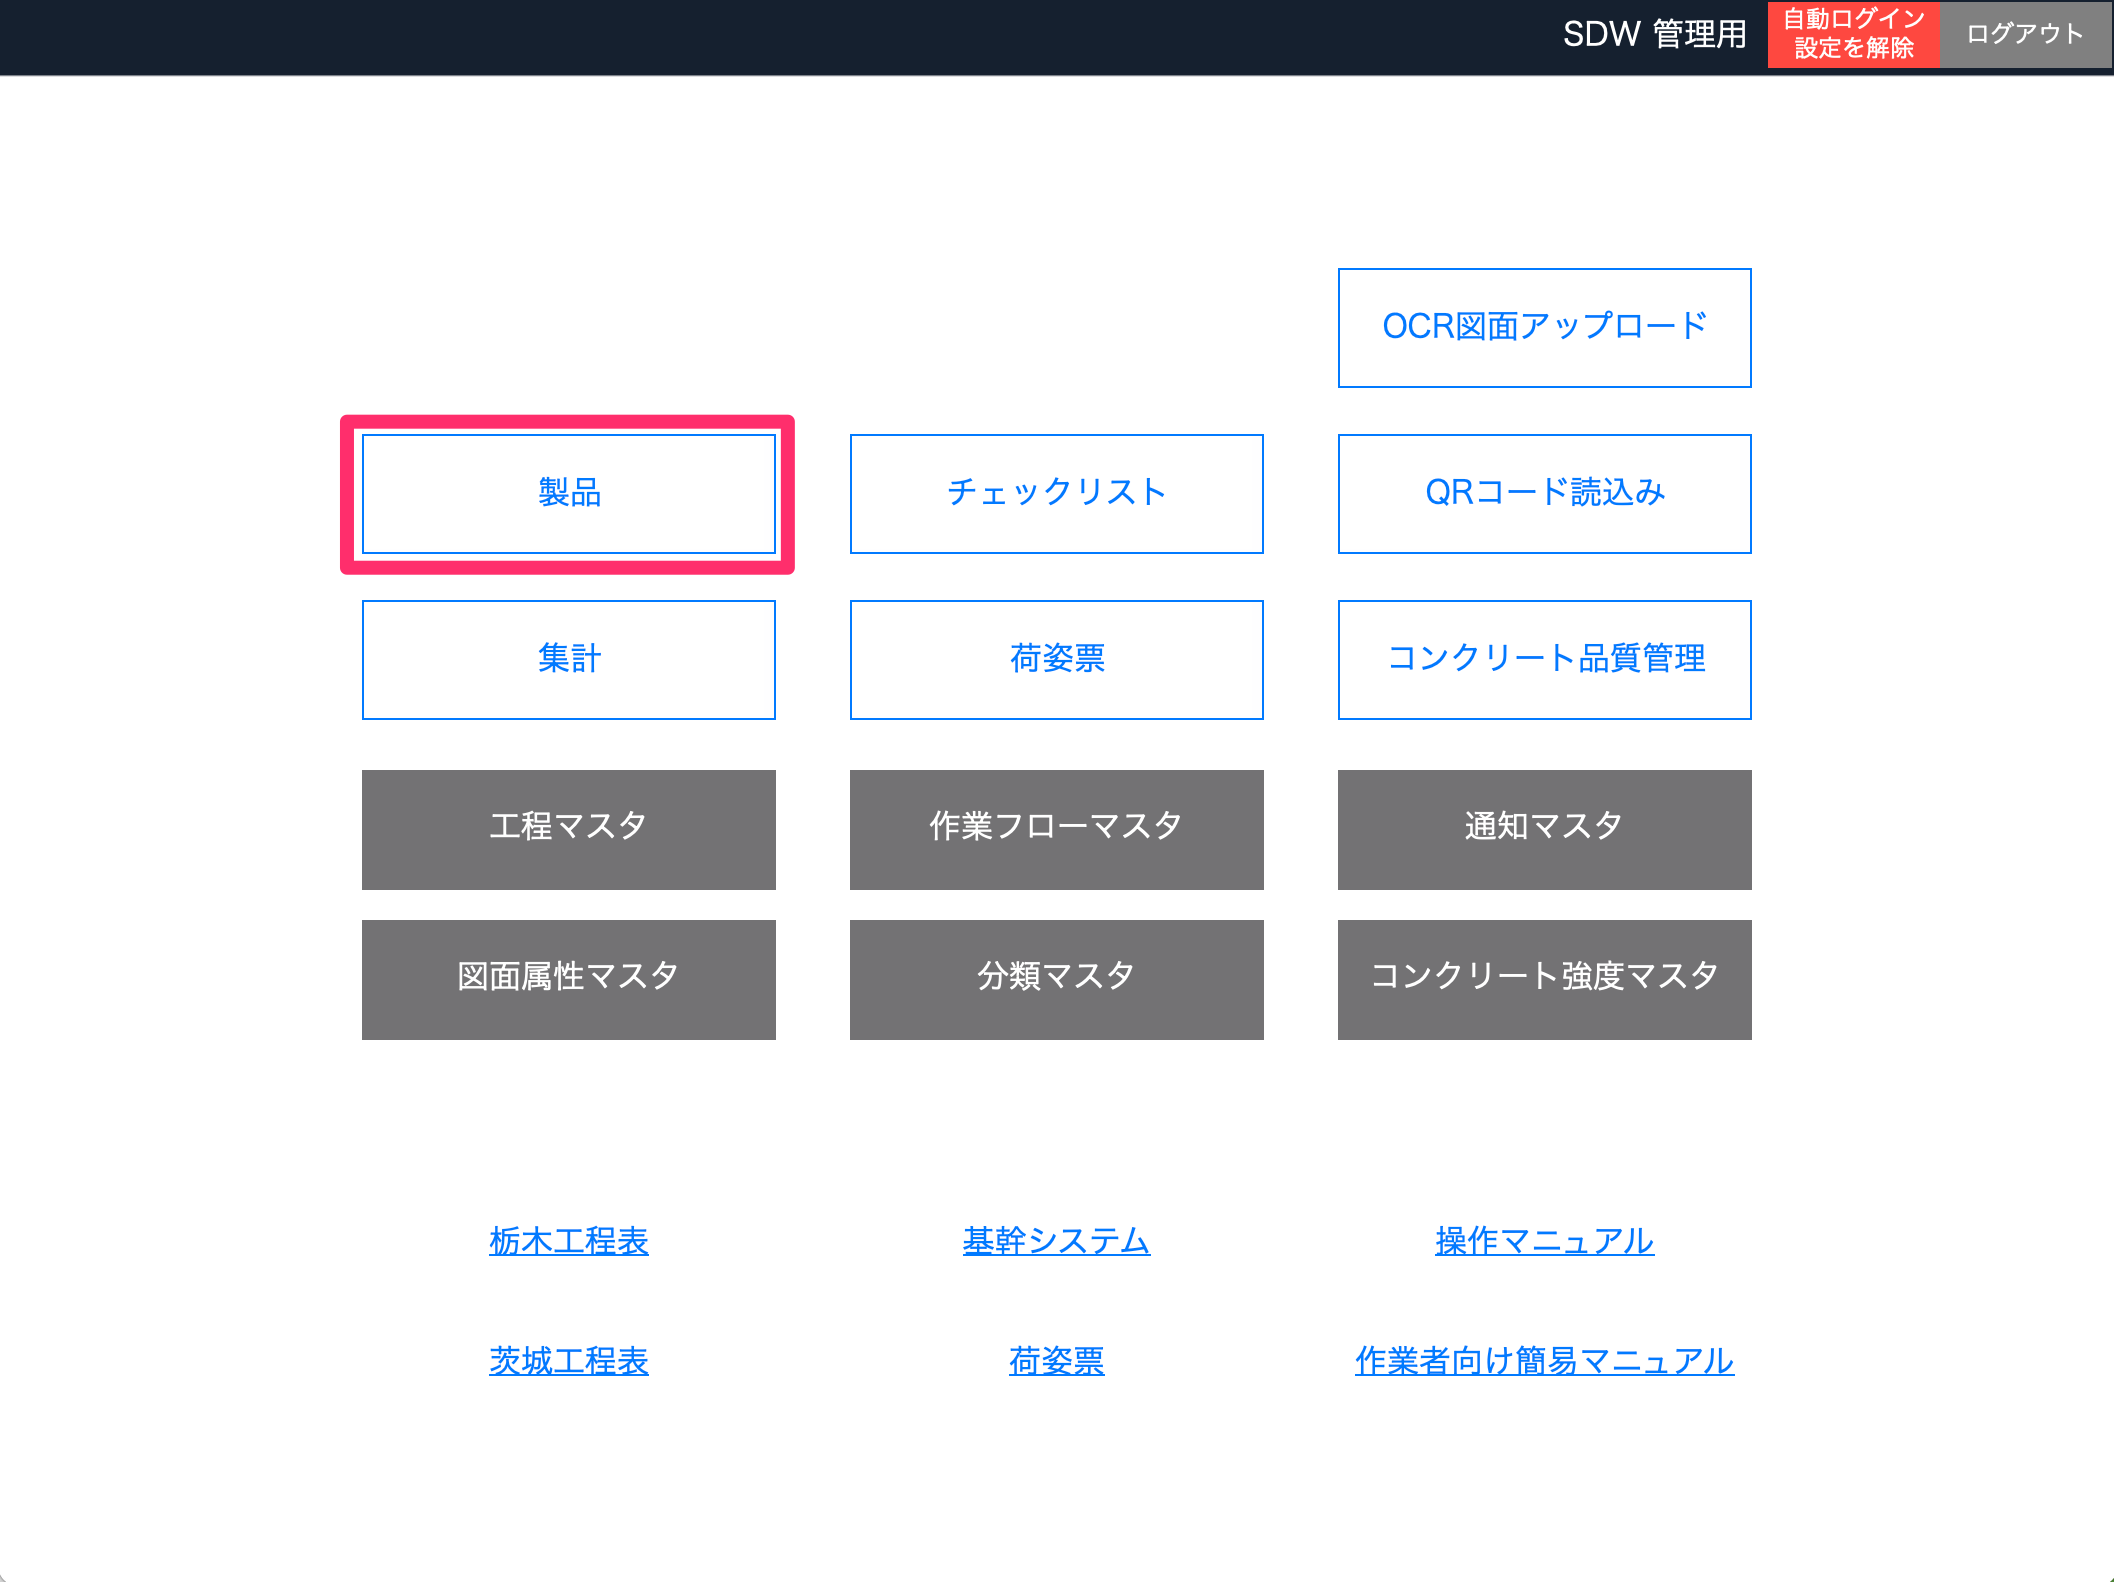 SDW 管理用
自動ログイン
設定を解除
ログアウト
OCR図面アップロード
製品
チェックリスト
QRコード読込み
集計
荷姿票
コンクリート品質管理
工程マスタ
作業フローマスタ
通知マスタ
図面属性マスタ
分類マスタ
コンクリート強度マスタ
栃木工程表
基幹システム
操作マニュアル
茨城工程表
荷姿票
作業者向け簡易マニュアル